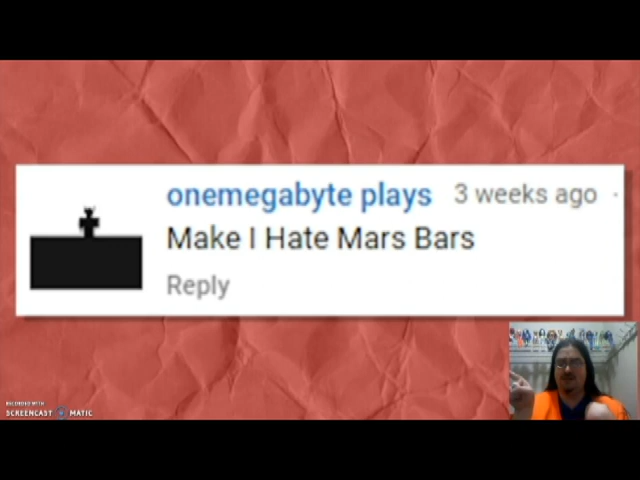 onemegabyte plays 3 weeks ago ·
Make I Hate Mars Bars
Reply
RECORDED WITH
SCREENCAST MATIC